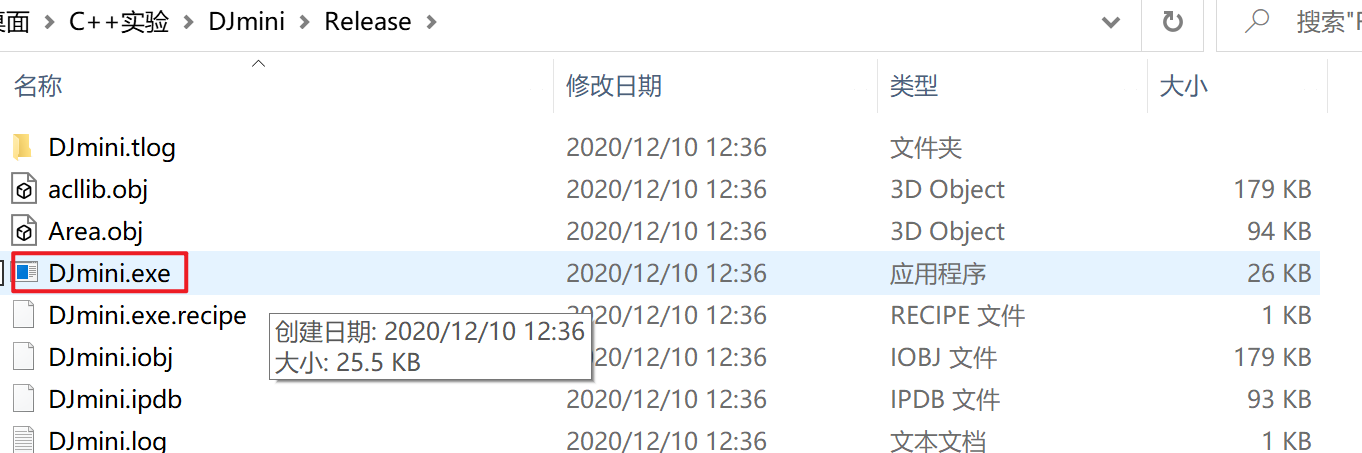 桌面 > C++实验 > DJmini > Release >
搜索"R
名称 修改日期 类型 大小
DJmini.tlog 2020/12/10 12:36 文件夹
acllib.obj 2020/12/10 12:36 3D Object 179 KB
Area.obj 2020/12/10 12:36 3D Object 94 KB
DJmini.exe 2020/12/10 12:36 应用程序 26 KB
DJmini.exe.recipe 2020/12/10 12:36 RECIPE 文件 1 KB
创建日期: 2020/12/10 12:36
大小: 25.5 KB
DJmini.iobj 2020/12/10 12:36 IOBJ 文件 179 KB
DJmini.ipdb 2020/12/10 12:36 IPDB 文件 93 KB
DJmini.log 2020/12/10 12:36 文本文档 1 KB